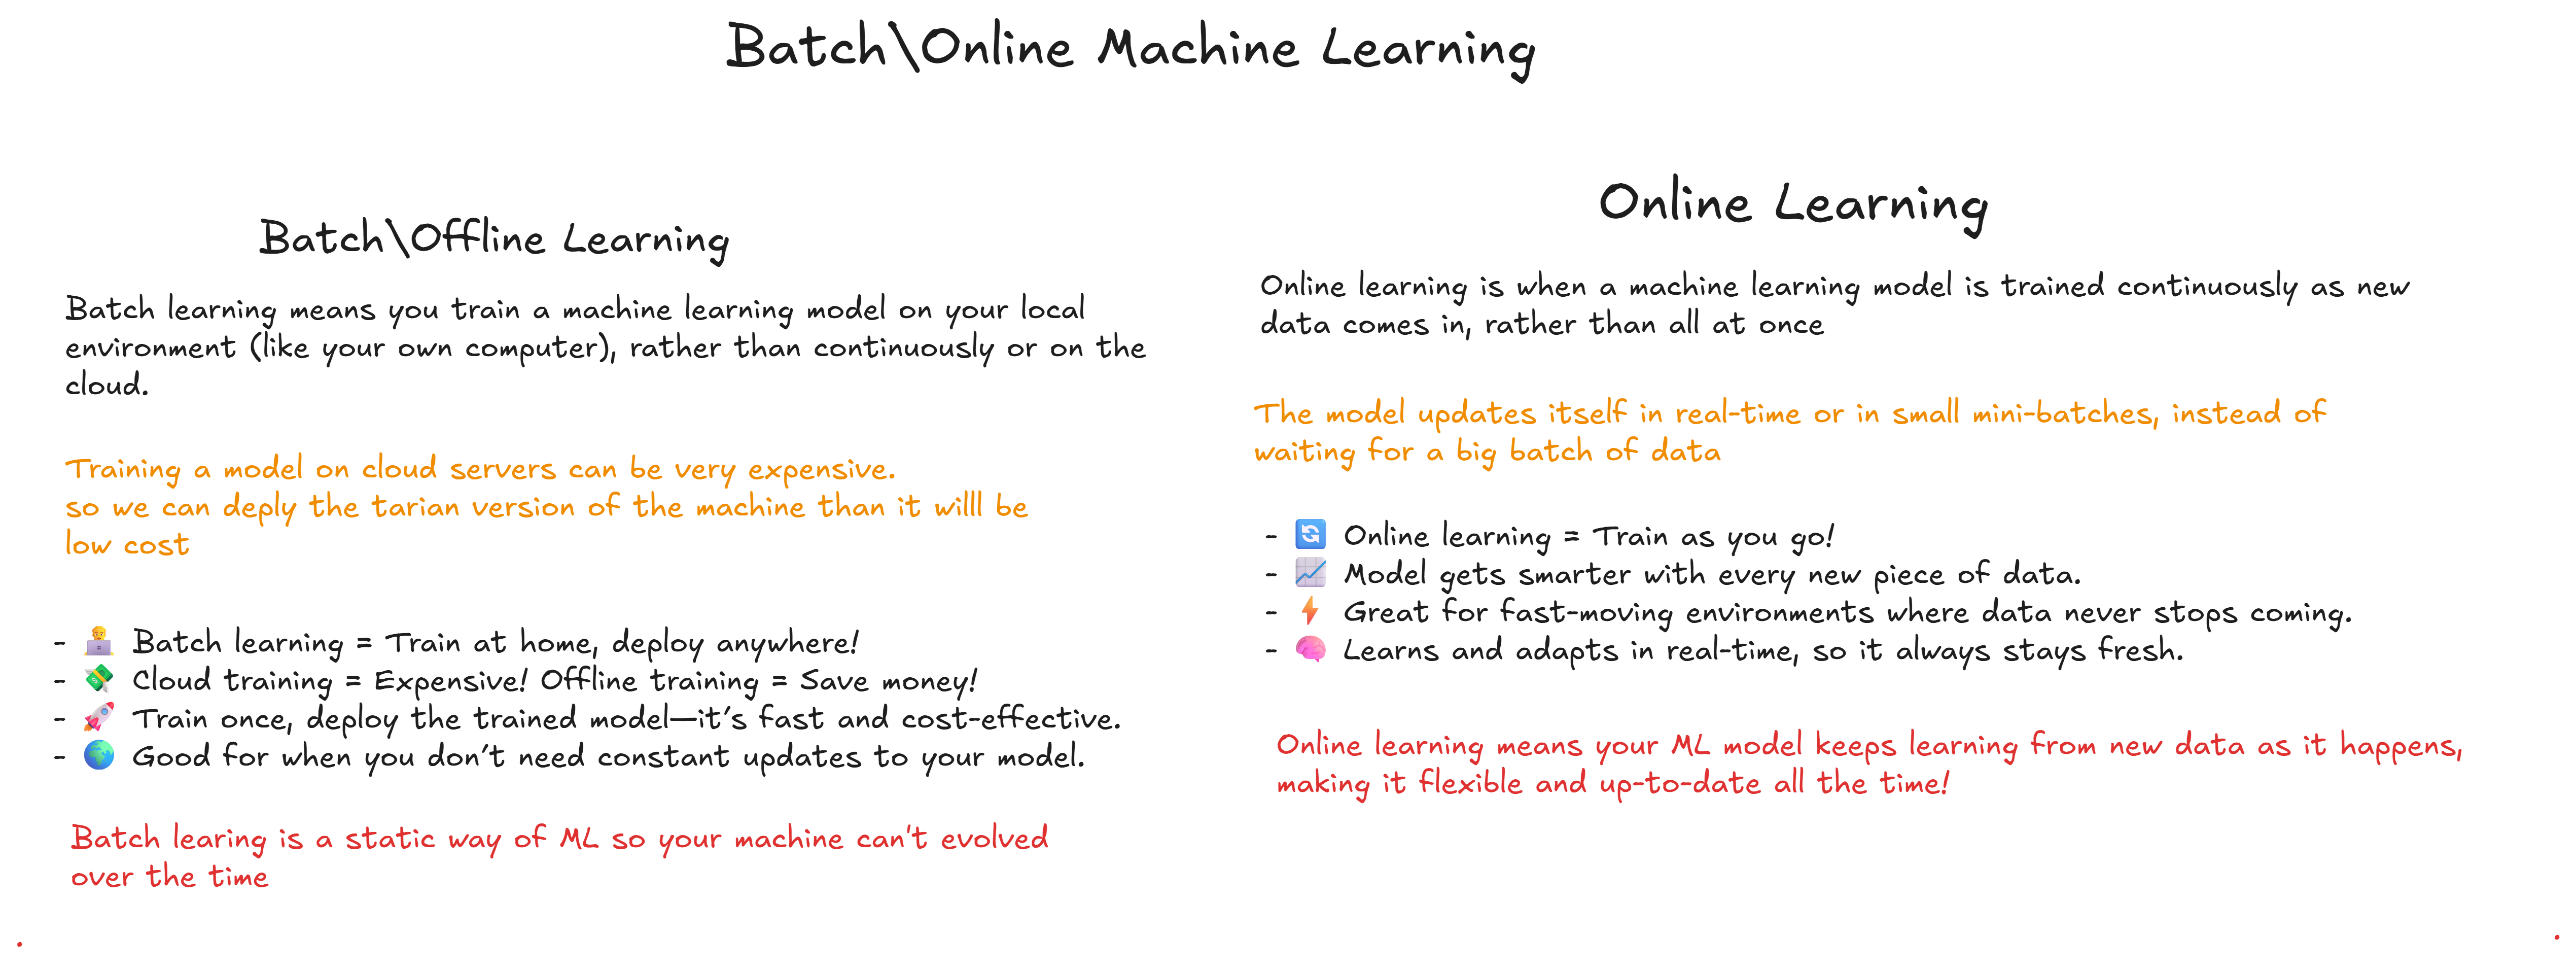 Batch\Online Machine Learning
Batch\Offline Learning
Batch learning means you train a machine learning model on your local
environment (like your own computer), rather than continuously or on the
cloud.
Training a model on cloud servers can be very expensive.
so we can deply the tarian version of the machine than it willl be
low cost
- 👨‍💻 Batch learning = Train at home, deploy anywhere!
- 💸 Cloud training = Expensive! Offline training = Save money!
- 🚀 Train once, deploy the trained model—it's fast and cost-effective.
- 🌍 Good for when you don't need constant updates to your model.
Batch learing is a static way of ML so your machine can't evolved
over the time
Online Learning
Online learning is when a machine learning model is trained continuously as new
data comes in, rather than all at once
The model updates itself in real-time or in small mini-batches, instead of
waiting for a big batch of data
- 🔄 Online learning = Train as you go!
- 📈 Model gets smarter with every new piece of data.
- ⚡ Great for fast-moving environments where data never stops coming.
- 🧠 Learns and adapts in real-time, so it always stays fresh.
Online learning means your ML model keeps learning from new data as it happens,
making it flexible and up-to-date all the time!